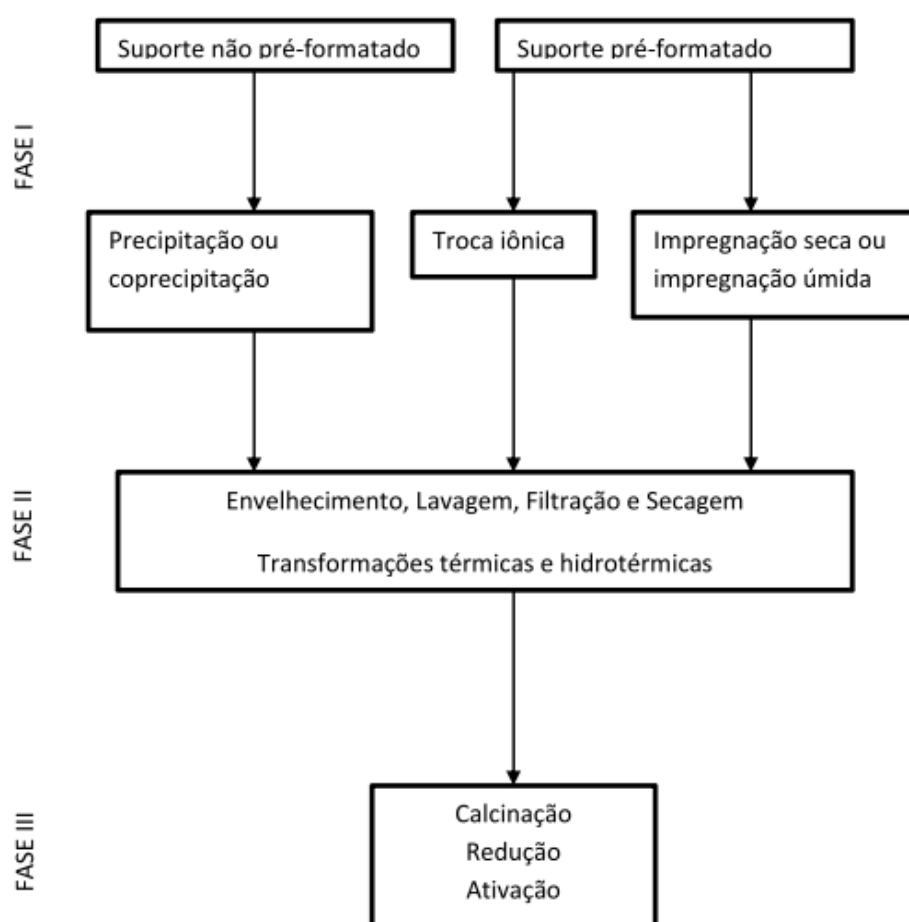 Suporte não pré-formatado
Suporte pré-formatado
FASE I
Precipitação ou
coprecipitação
Troca iônica
Impregnação seca ou
impregnação úmida
FASE II
Envelhecimento, Lavagem, Filtração e Secagem
Transformações térmicas e hidrotérmicas
FASE III
Calcinação
Redução
Ativação